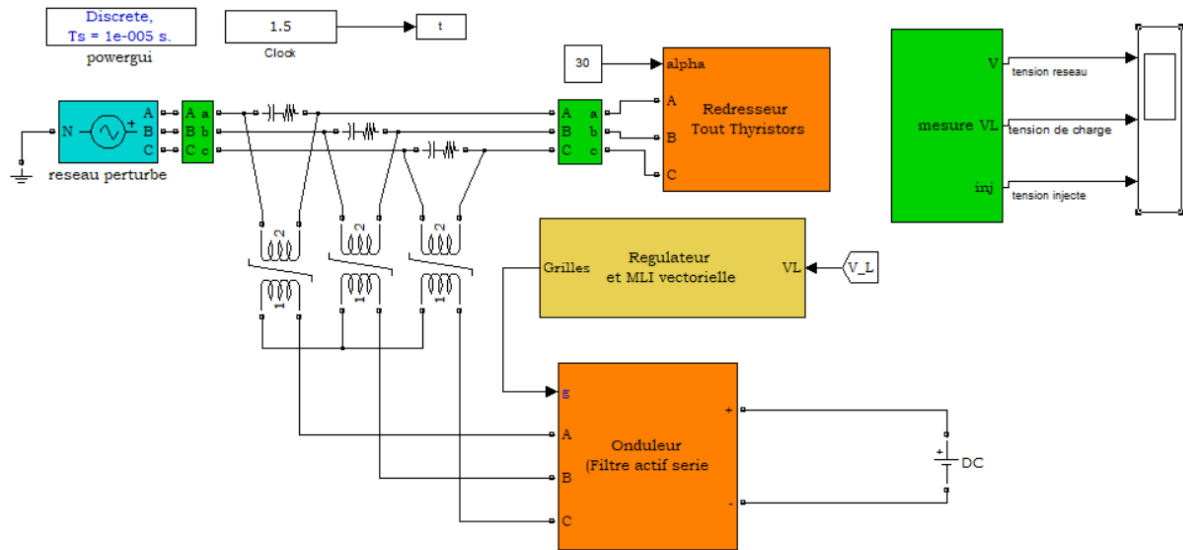 Discrete,
Ts = 1e-005 s.
powergui
1.5
Clock
t
30
alpha
A
B
C
Redresseur
Tout Thyristors
N
A
B
C
reseau perturbe
A a
B b
C c
A a
B b
C c
mesure
V
VL
inj
tension reseau
tension de charge
tension injecte
2
1
2
1
2
1
Grilles
Regulateur
et MLI vectorielle
VL
V_L
g
A
B
C
Onduleur
(Filtre actif serie
+
-
+
DC